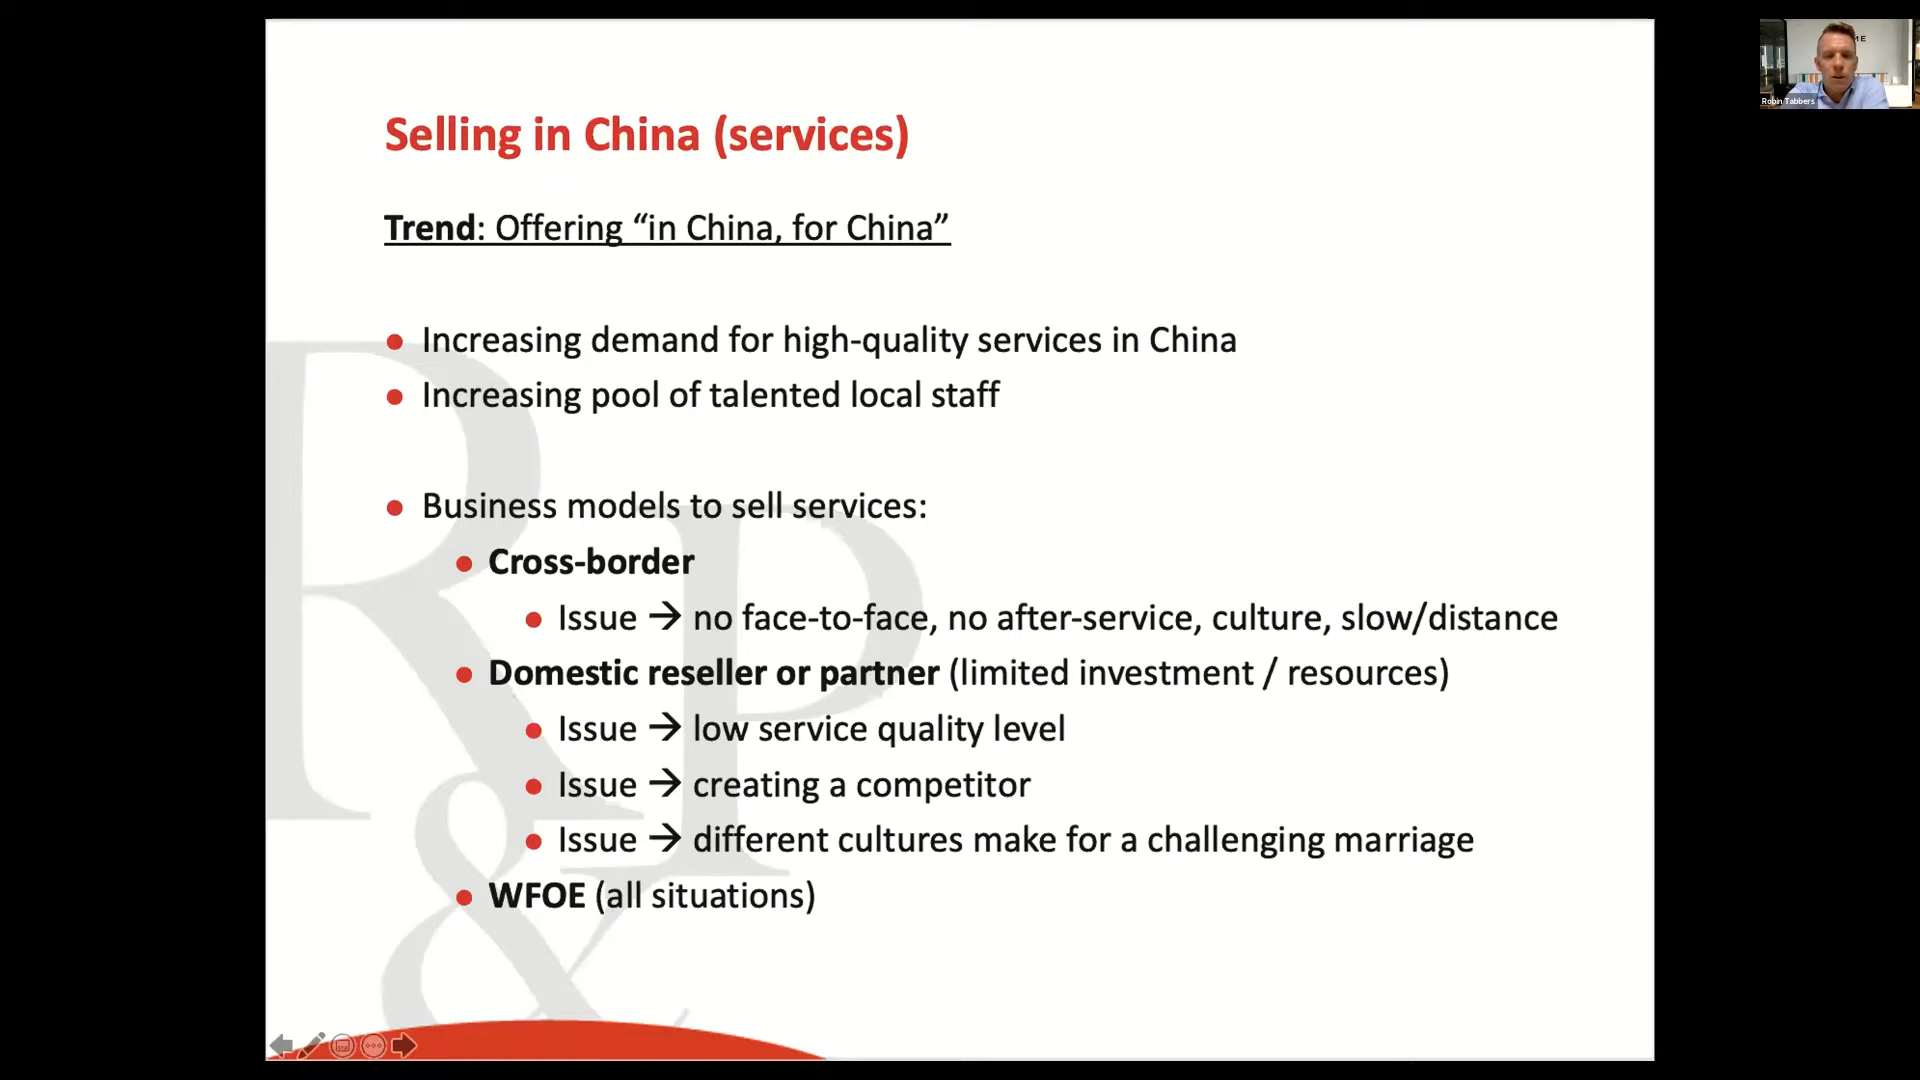 Selling in China (services)
Trend: Offering “in China, for China”
Increasing demand for high-quality services in China
Increasing pool of talented local staff
Business models to sell services:
Cross-border
Issue → no face-to-face, no after-service, culture, slow/distance
Domestic reseller or partner (limited investment / resources)
Issue → low service quality level
Issue → creating a competitor
Issue → different cultures make for a challenging marriage
WFOE (all situations)
R&P
ME
Robin Tabbers